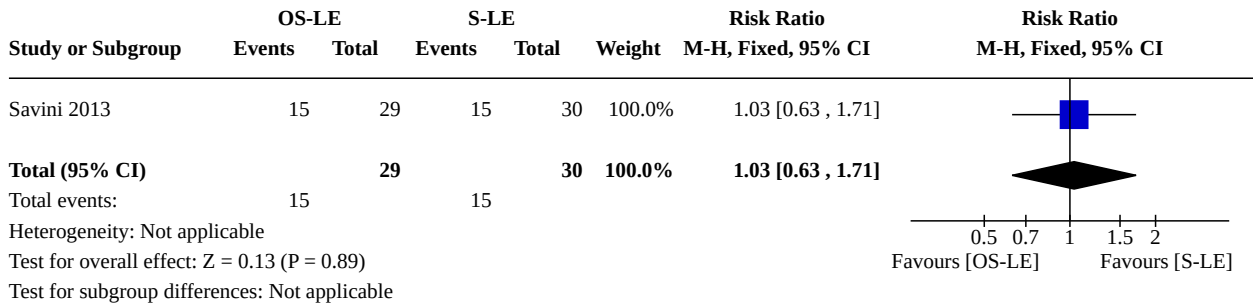 OS-LE S-LE Risk Ratio Risk Ratio
Study or Subgroup Events Total Events Total Weight M-H, Fixed, 95% CI M-H, Fixed, 95% CI
Savini 2013 15 29 15 30 100.0% 1.03 [0.63 , 1.71]
Total (95% CI) 29 30 100.0% 1.03 [0.63 , 1.71]
Total events: 15 15
Heterogeneity: Not applicable 0.5 0.7 1 1.5 2
Test for overall effect: Z = 0.13 (P = 0.89) Favours [OS-LE] Favours [S-LE]
Test for subgroup differences: Not applicable